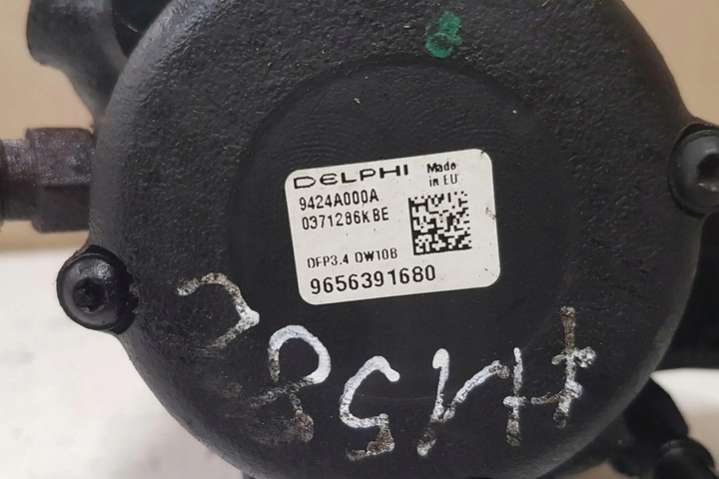 DELPHI
Made in EU
9424A000A
0371286KBE
DFP3.4 DW10B
9656391680